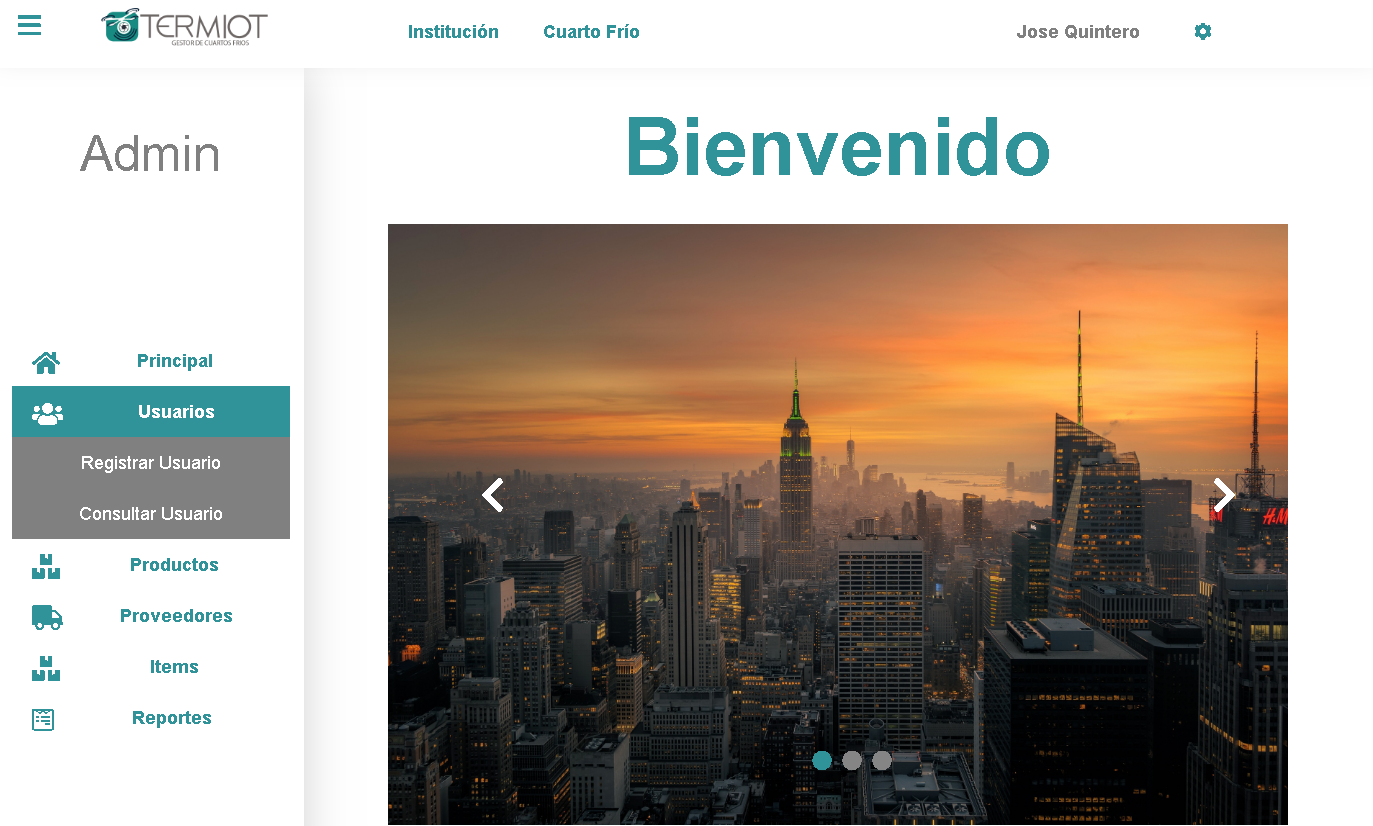 TERMIOT
GESTOR DE CUARTOS FRIOS
Institución
Cuarto Frío
Jose Quintero
Admin
Bienvenido
Principal
Usuarios
Registrar Usuario
Consultar Usuario
Productos
Proveedores
Items
Reportes
H&M